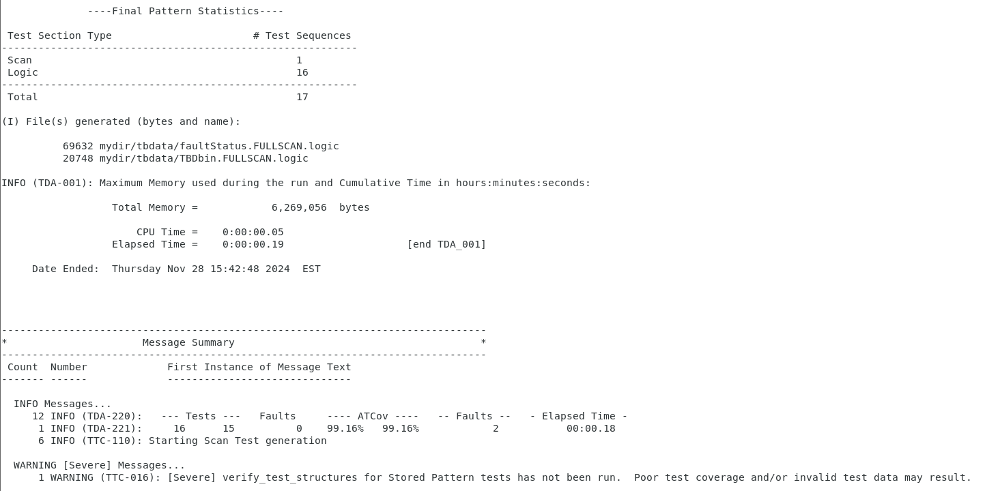 ----Final Pattern Statistics----
Test Section Type                       # Test Sequences
----------------------------------------------------------
Scan                                           1
Logic                                          16
----------------------------------------------------------
Total                                          17
(I) File(s) generated (bytes and name):
69632 mydir/tbdata/faultStatus.FULLSCAN.logic
20748 mydir/tbdata/TBDbin.FULLSCAN.logic
INFO (TDA-001): Maximum Memory used during the run and Cumulative Time in hours:minutes:seconds:
Total Memory =            6,269,056  bytes
CPU Time =    0:00:00.05
Elapsed Time =    0:00:00.19                    [end TDA_001]
Date Ended:  Thursday Nov 28 15:42:48 2024  EST
-------------------------------------------------------------------------------
*                      Message Summary                                        *
-------------------------------------------------------------------------------
Count  Number             First Instance of Message Text
------- ------             ------------------------------
INFO Messages...
12 INFO (TDA-220):   --- Tests ---   Faults     ---- ATCov ----   -- Faults --   - Elapsed Time -
1 INFO (TDA-221):     16      15          0    99.16%   99.16%            2           00:00.18
6 INFO (TTC-110): Starting Scan Test generation
WARNING [Severe] Messages...
1 WARNING (TTC-016): [Severe] verify_test_structures for Stored Pattern tests has not been run.  Poor test coverage and/or invalid test data may result.